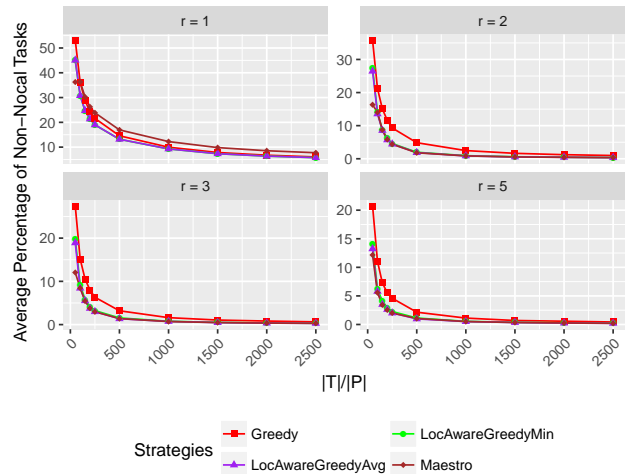 Average Percentage of Non−Nocal Tasks
r = 1
r = 2
50
40
30
20
10
30
20
10
0
r = 3
r = 5
20
10
0
20
15
10
5
0
0 500 1000 1500 2000 2500
0 500 1000 1500 2000 2500
|T|/|P|
Strategies
Greedy
LocAwareGreedyMin
LocAwareGreedyAvg
Maestro